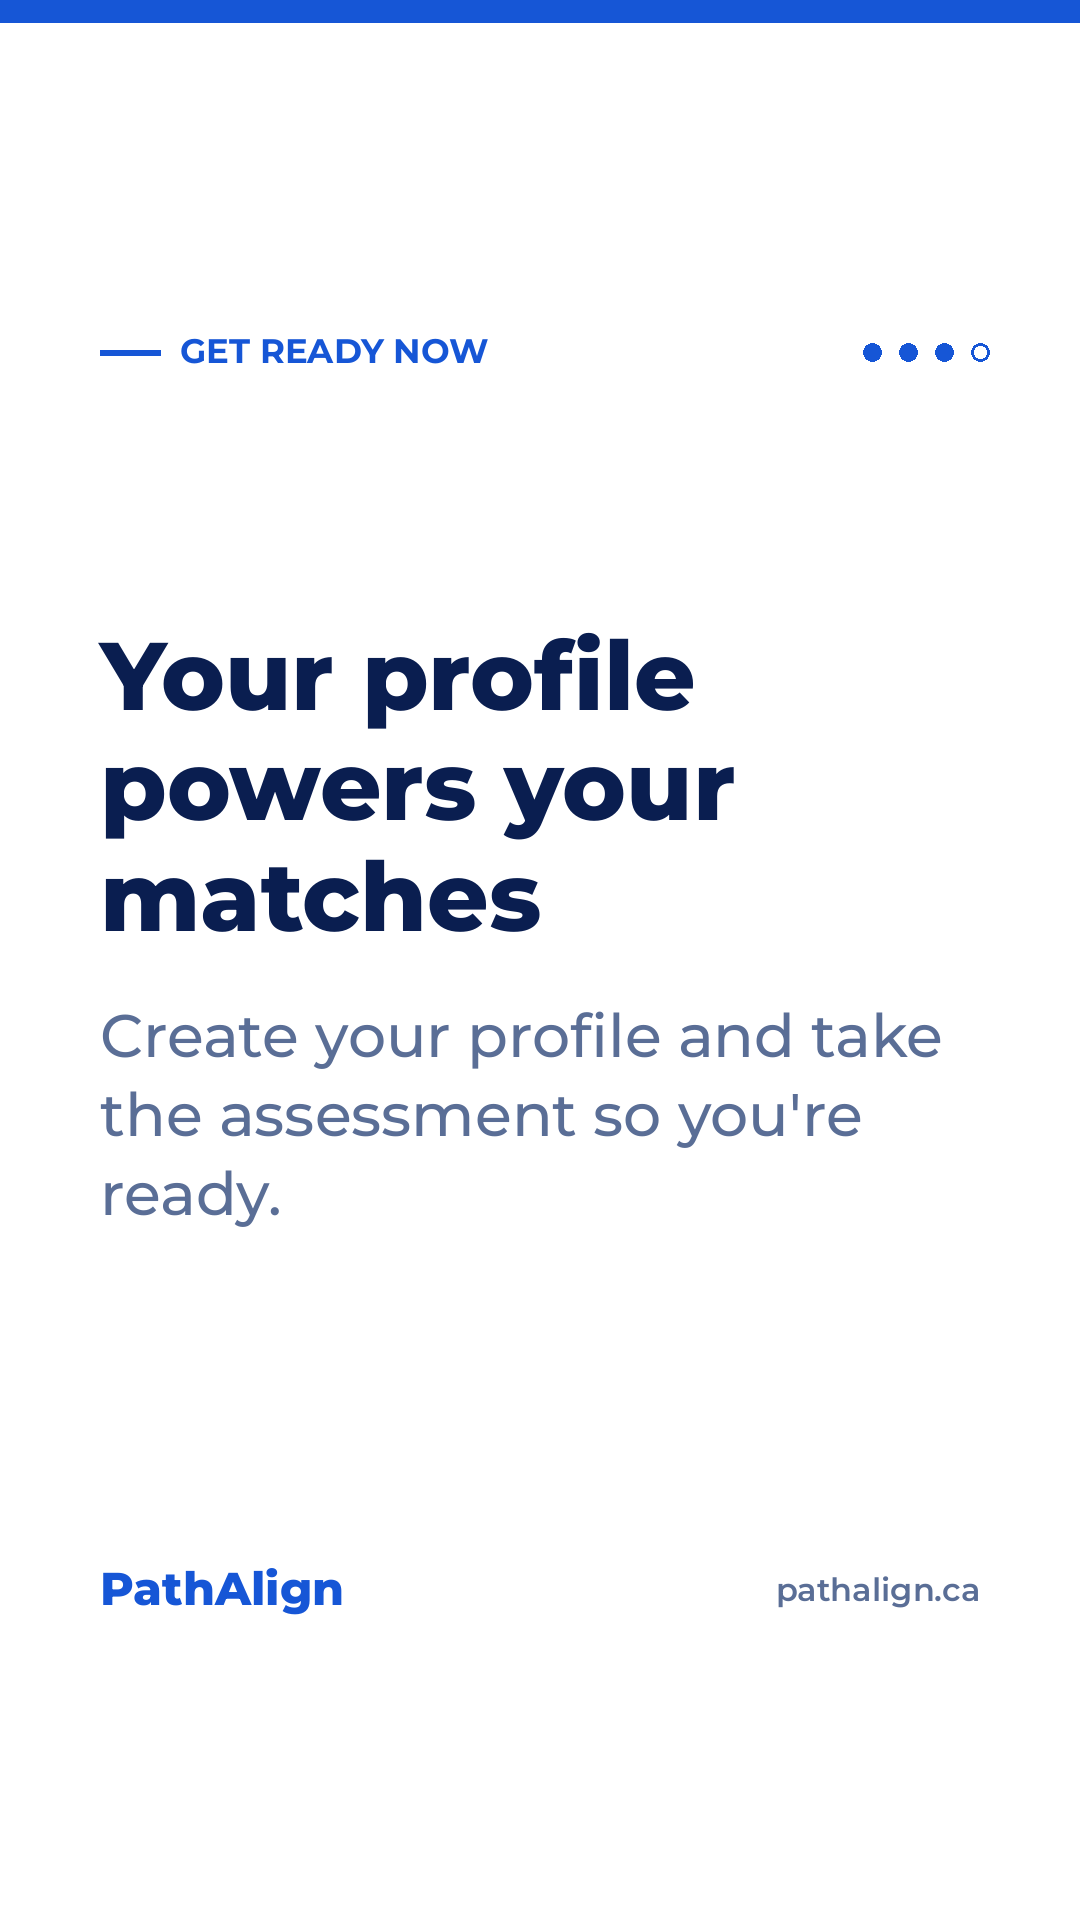 GET READY NOW
Your profile
powers your
matches
Create your profile and take
the assessment so you're
ready.
PathAlign
pathalign.ca